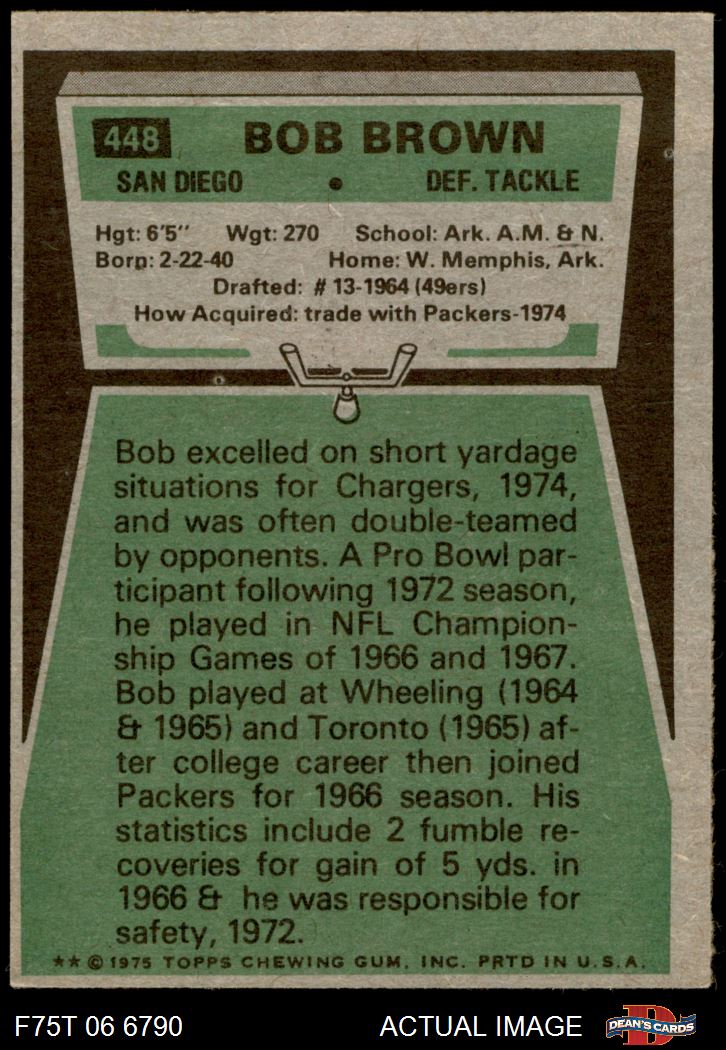 448 BOB BROWN
SAN DIEGO • DEF. TACKLE
Hgt: 6'5" Wgt: 270 School: Ark. A.M. & N.
Born: 2-22-40 Home: W. Memphis, Ark.
Drafted: # 13-1964 (49ers)
How Acquired: trade with Packers-1974
Bob excelled on short yardage
situations for Chargers, 1974,
and was often double-teamed
by opponents. A Pro Bowl par-
ticipant following 1972 season,
he played in NFL Champion-
ship Games of 1966 and 1967.
Bob played at Wheeling (1964
& 1965) and Toronto (1965) af-
ter college career then joined
Packers for 1966 season. His
statistics include 2 fumble re-
coveries for gain of 5 yds. in
1966 & he was responsible for
safety, 1972.
★★ © 1975 TOPPS CHEWING GUM, INC. PRTD IN U.S.A.
F75T 06 6790 ACTUAL IMAGE D DEAN'S CARDS